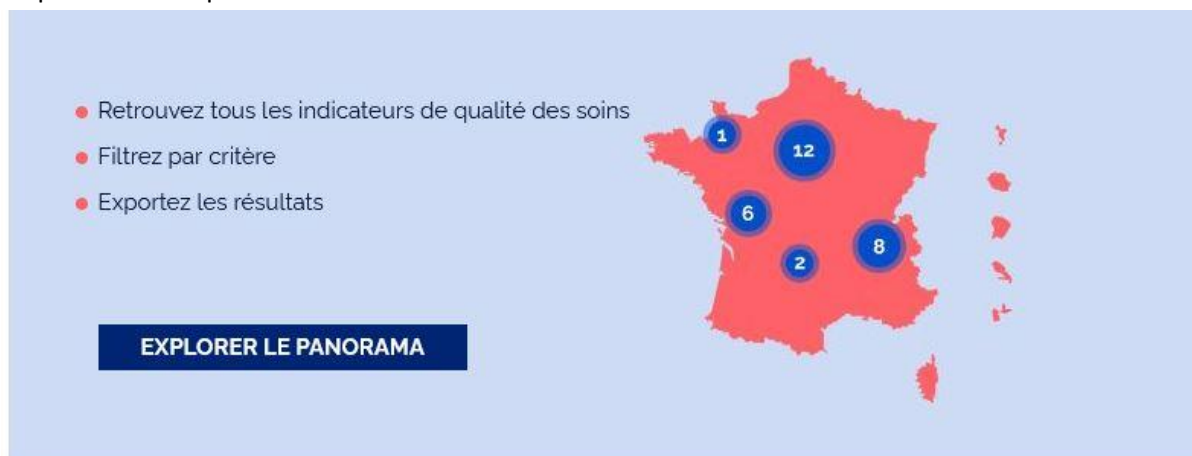 Retrouvez tous les indicateurs de qualité des soins
Filtrez par critère
Exportez les résultats
EXPLORER LE PANORAMA
1
12
6
8
2